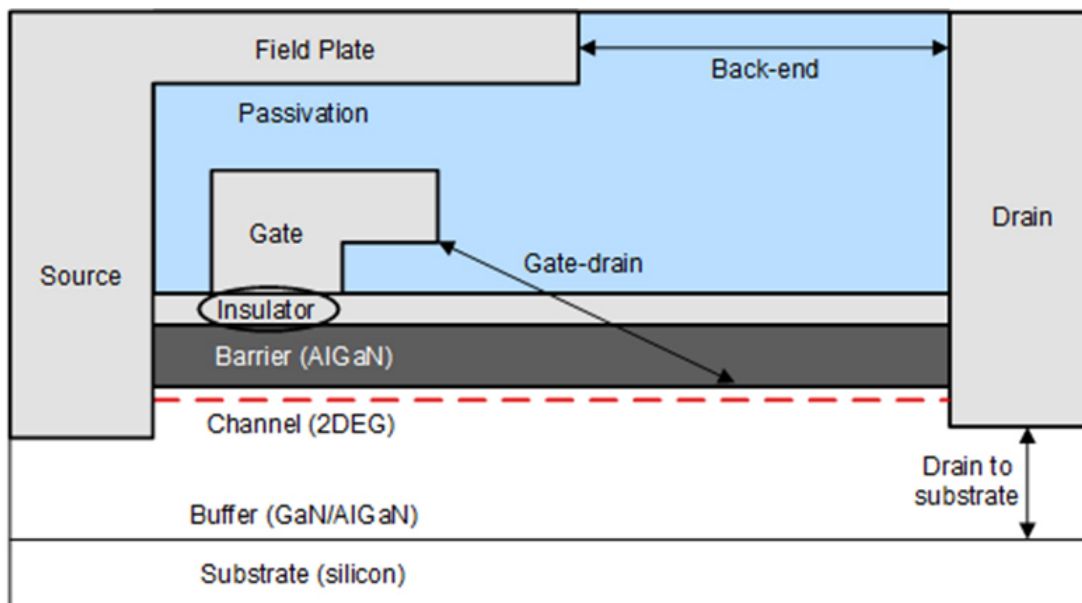 Field Plate
Back-end
Passivation
Gate
Drain
Gate-drain
Source
Insulator
Barrier (AlGaN)
Channel (2DEG)
Drain to
substrate
Buffer (GaN/AlGaN)
Substrate (silicon)